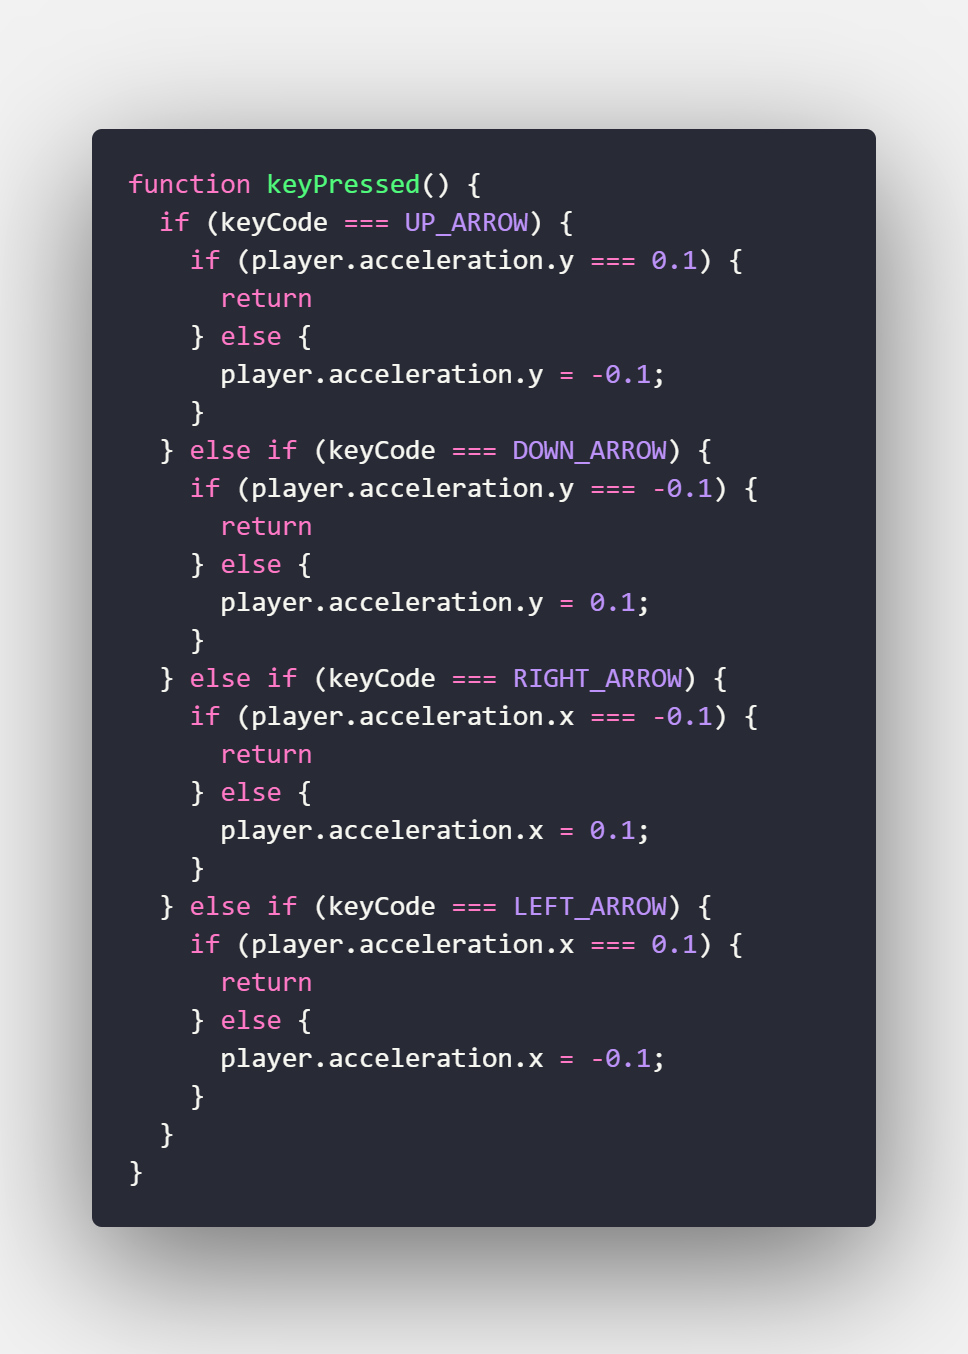 function keyPressed() {
  if (keyCode === UP_ARROW) {
    if (player.acceleration.y === 0.1) {
      return
    } else {
      player.acceleration.y = -0.1;
    }
  } else if (keyCode === DOWN_ARROW) {
    if (player.acceleration.y === -0.1) {
      return
    } else {
      player.acceleration.y = 0.1;
    }
  } else if (keyCode === RIGHT_ARROW) {
    if (player.acceleration.x === -0.1) {
      return
    } else {
      player.acceleration.x = 0.1;
    }
  } else if (keyCode === LEFT_ARROW) {
    if (player.acceleration.x === 0.1) {
      return
    } else {
      player.acceleration.x = -0.1;
    }
  }
}